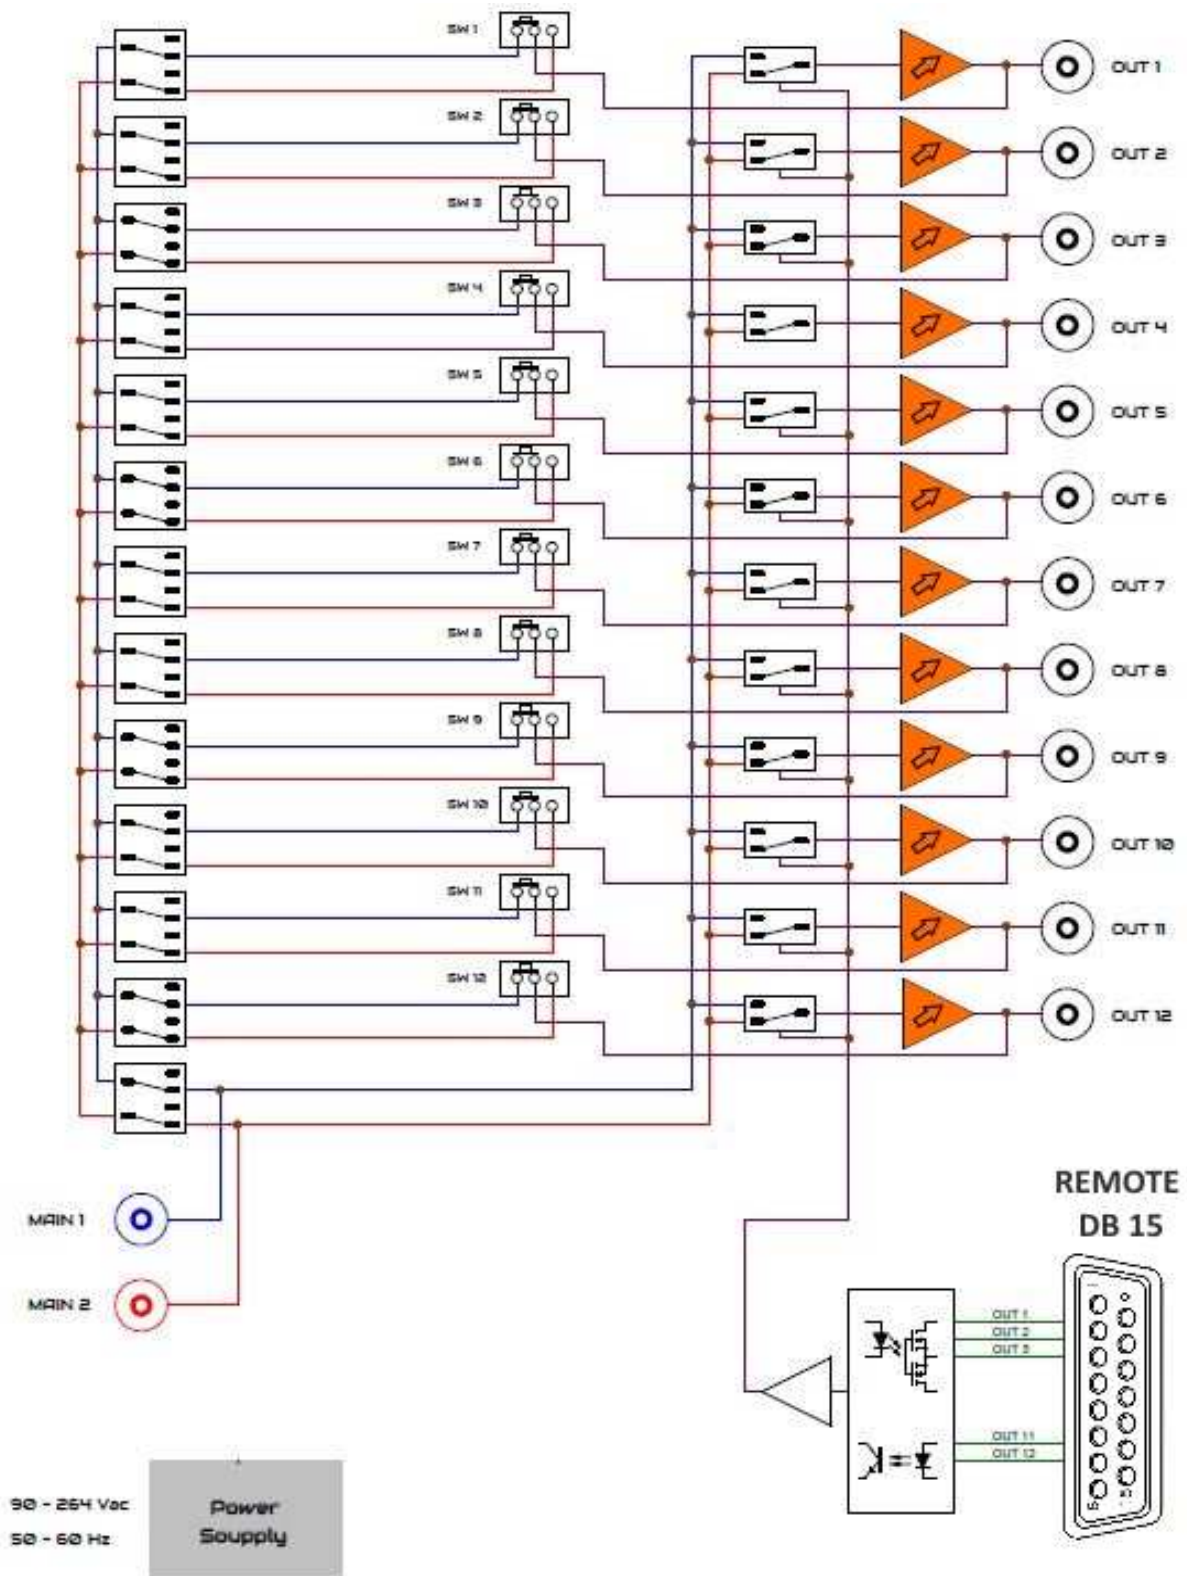 SW 1
OUT 1
SW 2
OUT 2
SW 3
OUT 3
SW 4
OUT 4
SW 5
OUT 5
SW 6
OUT 6
SW 7
OUT 7
SW 8
OUT 8
SW 9
OUT 9
SW 10
OUT 10
SW 11
OUT 11
SW 12
OUT 12
MAIN 1
MAIN 2
REMOTE
DB 15
OUT 1
OUT 2
OUT 3
OUT 11
OUT 12
90 - 264 Vac
50 - 60 Hz
Power
Soupply